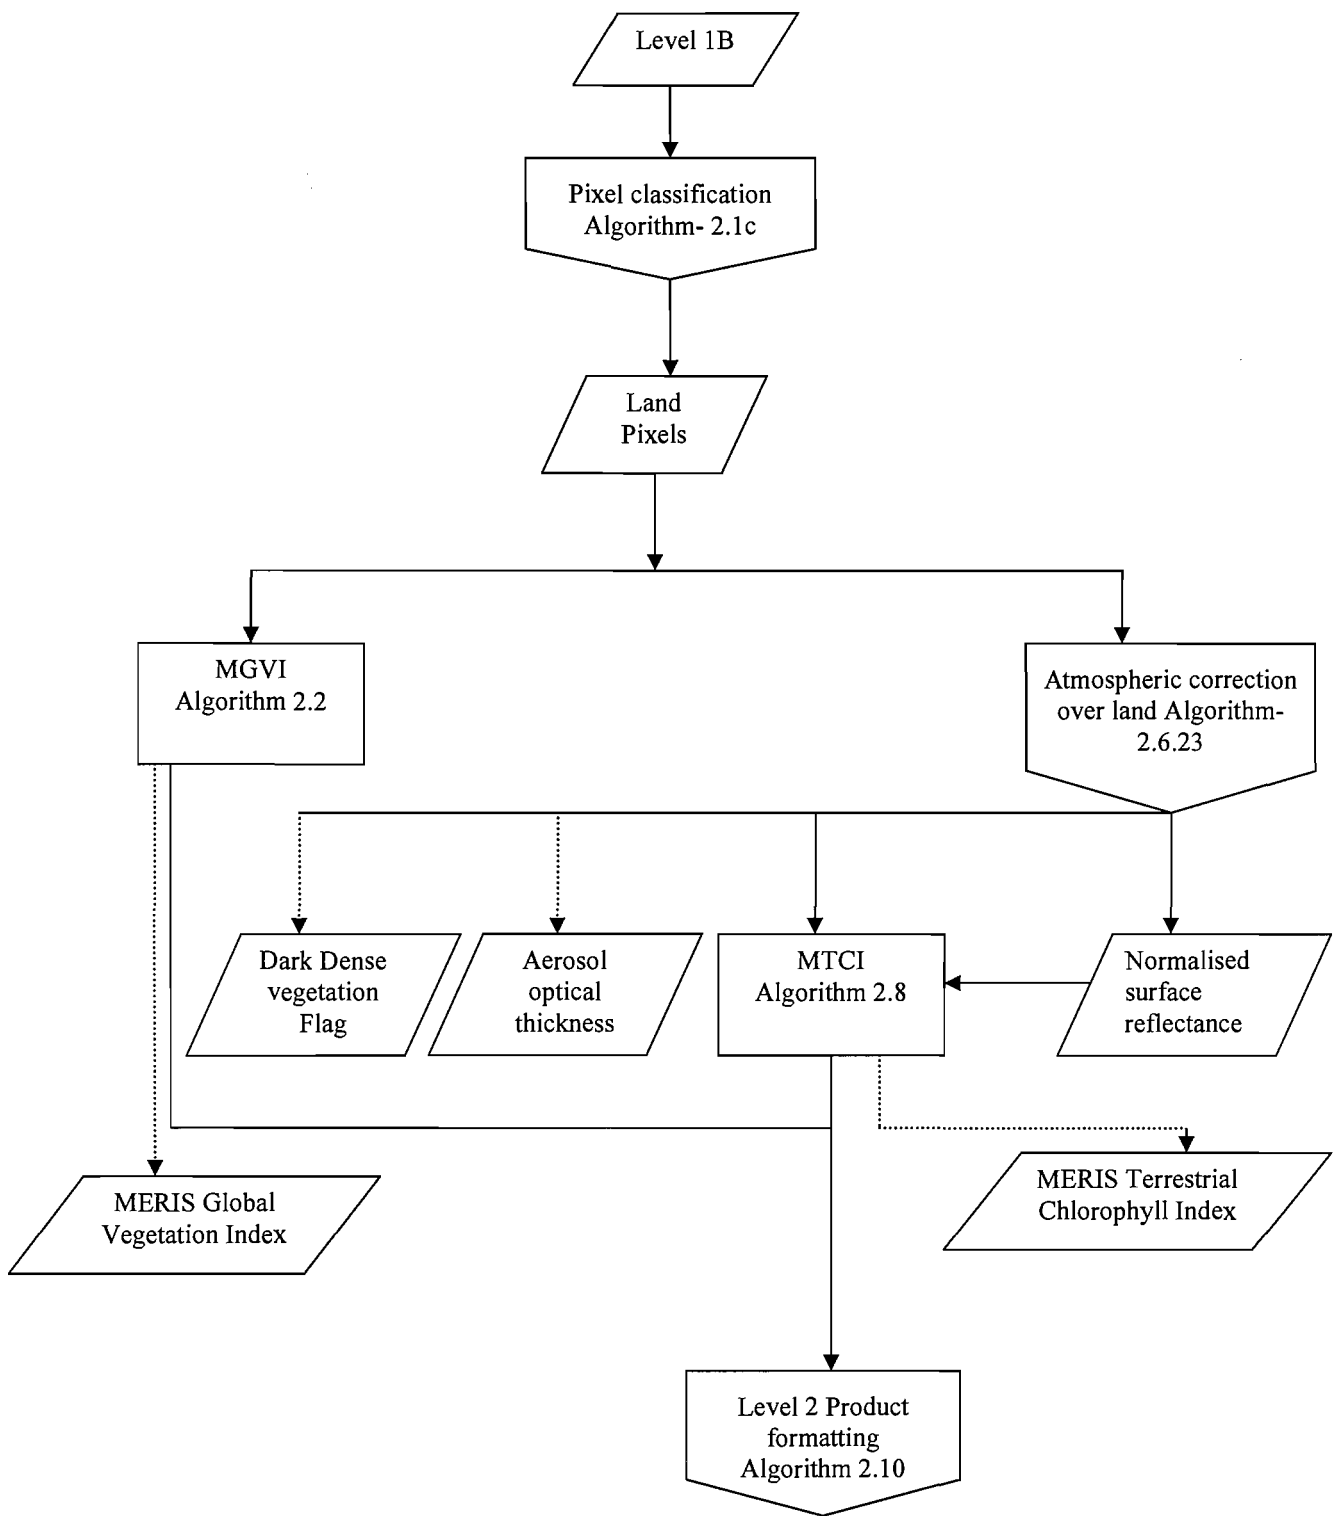 Level 1B
Pixel classification
Algorithm- 2.1c
Land
Pixels
MGVI
Algorithm 2.2
Atmospheric correction
over land Algorithm-
2.6.23
Dark Dense
vegetation
Flag
Aerosol
optical
thickness
MTCI
Algorithm 2.8
Normalised
surface
reflectance
MERIS Global
Vegetation Index
MERIS Terrestrial
Chlorophyll Index
Level 2 Product
formatting
Algorithm 2.10